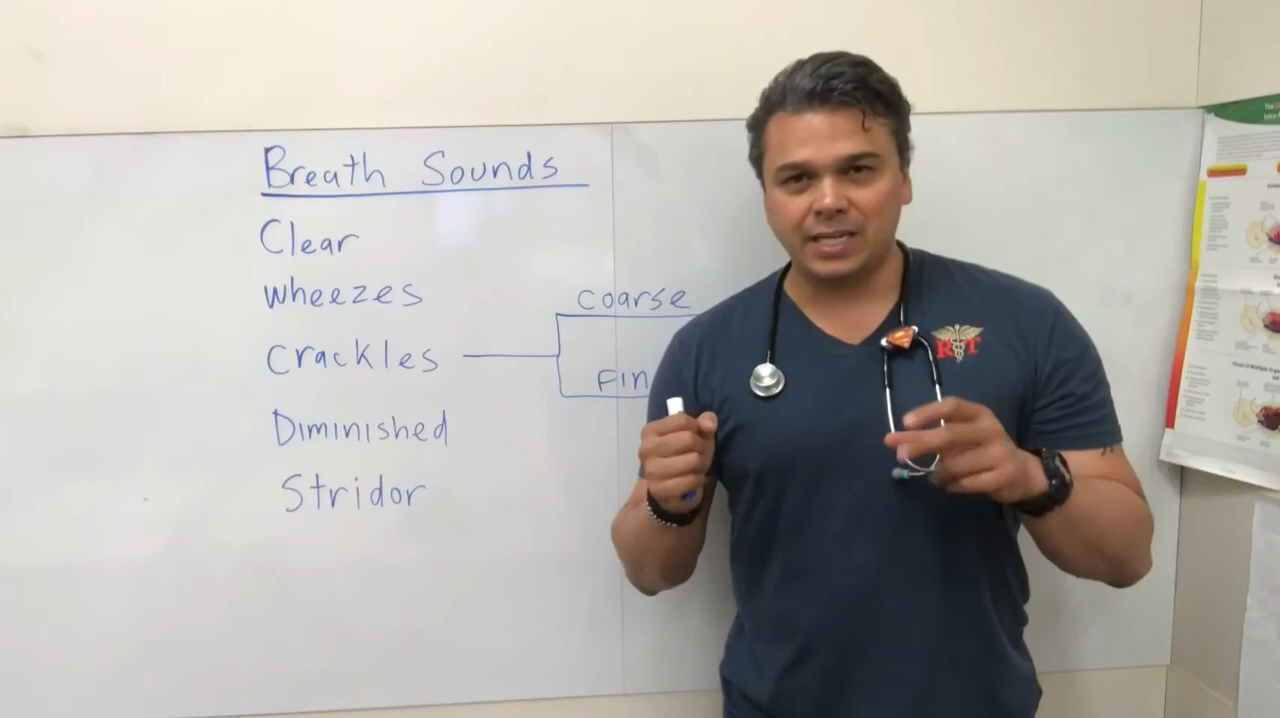 Breath Sounds
Clear
Wheezes
Coarse
Crackles
Fin
Diminished
Stridor
RT